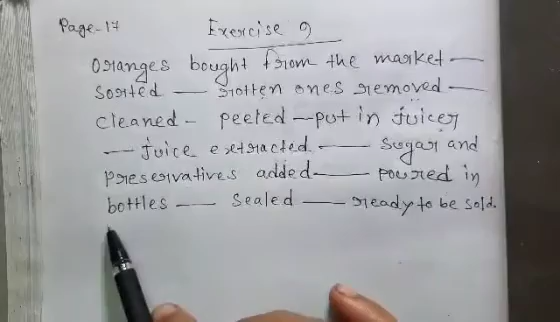 Page-17
Exercise 9
Oranges bought from the market —
sorted — rotten ones removed —
cleaned - peeled - put in juicer
— juice extracted — sugar and
preservatives added — poured in
bottles — sealed — ready to be sold.